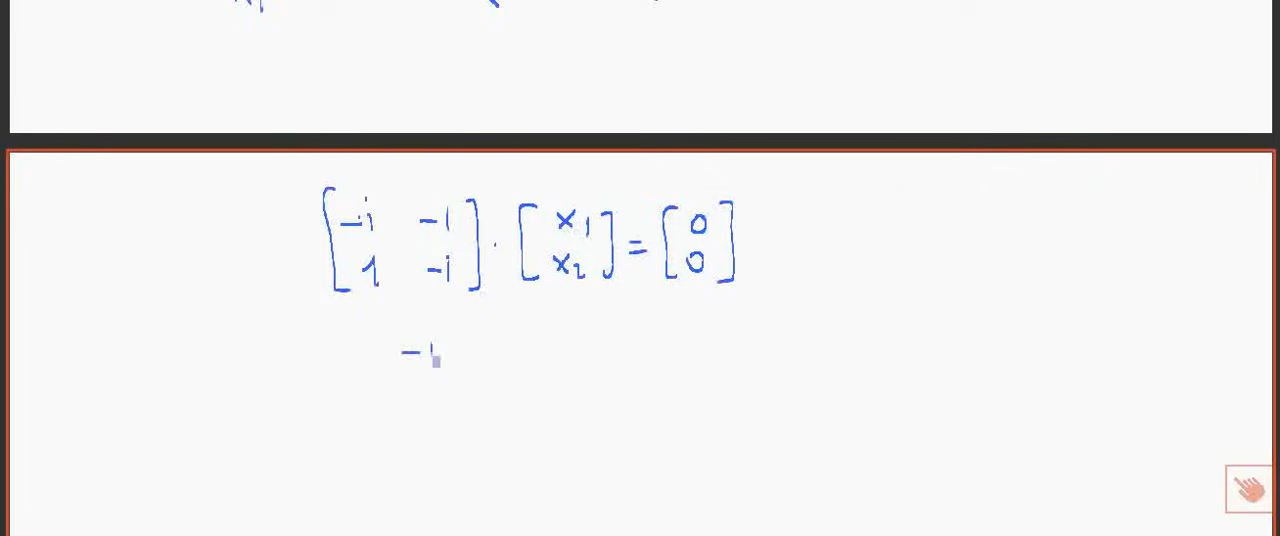 [ -i -1 ] · [ x1 ] = [ 0 ]
[ 1 -i ] [ x2 ] [ 0 ]